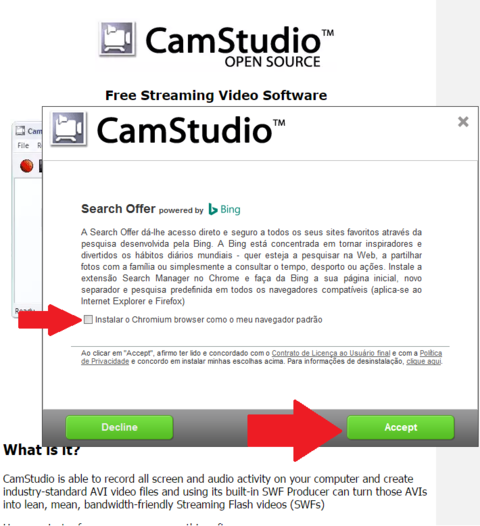 CamStudio™
OPEN SOURCE
Free Streaming Video Software
Cam
File R
CamStudio™
Search Offer powered by Bing
A Search Offer dá-lhe acesso direto e seguro a todos os seus sites favoritos através da
pesquisa desenvolvida pela Bing. A Bing está concentrada em tornar inspiradores e
divertidos os hábitos diários mundiais - quer esteja a pesquisar na Web, a partilhar
fotos com a família ou simplesmente a consultar o tempo, desporto ou ações. Instale a
extensão Search Manager no Chrome e faça da Bing a sua página inicial, novo
separador e pesquisa predefinida em todos os navegadores compatíveis (aplica-se ao
Internet Explorer e Firefox)
Instalar o Chromium browser como o meu navegador padrão
Ao clicar em "Accept", afirmo ter lido e concordado com o Contrato de Licença ao Usuário final e com a Política
de Privacidade e concordo em instalar minhas escolhas acima. Para informações de desinstalação, clique aqui.
Decline
Accept
What is it?
CamStudio is able to record all screen and audio activity on your computer and create
industry-standard AVI video files and using its built-in SWF Producer can turn those AVIs
into lean, mean, bandwidth-friendly Streaming Flash videos (SWFs)